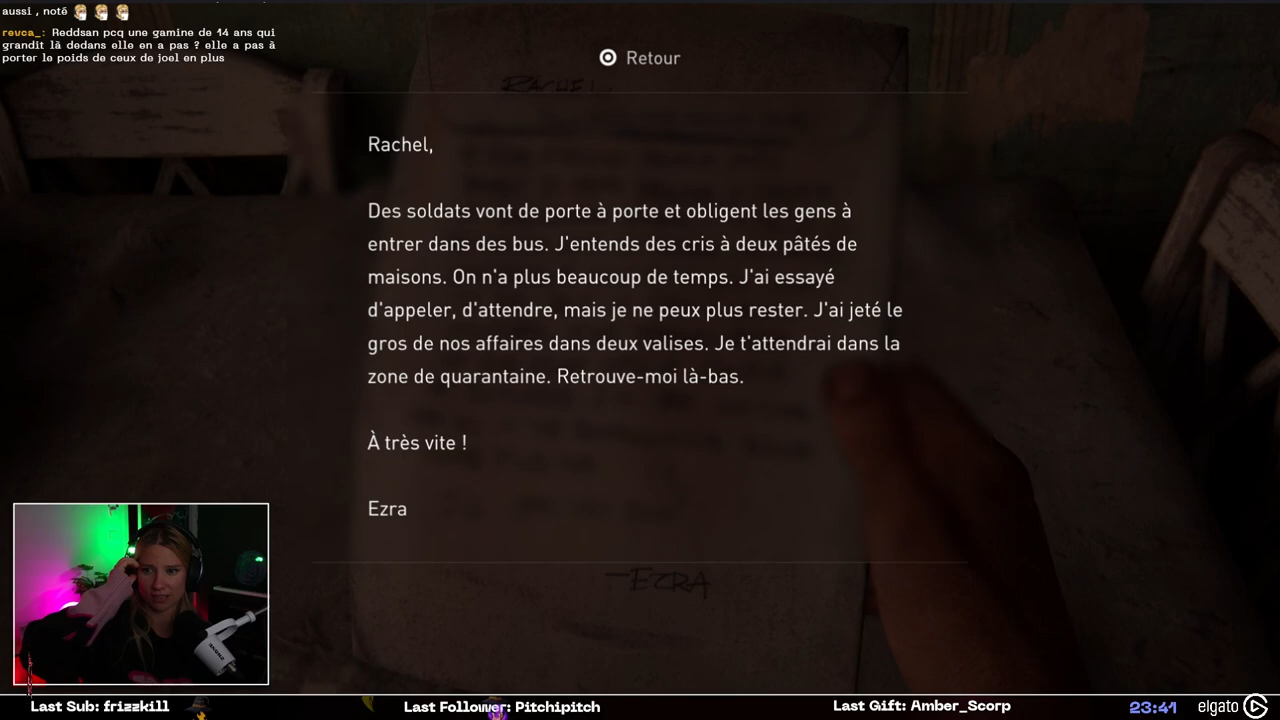 aussi , noté
revca_: Reddsan pcq une gamine de 14 ans qui
grandit là dedans elle en a pas ? elle a pas à
porter le poids de ceux de joel en plus
Retour
RACHEL,
Rachel,
Des soldats vont de porte à porte et obligent les gens à
entrer dans des bus. J'entends des cris à deux pâtés de
maisons. On n'a plus beaucoup de temps. J'ai essayé
d'appeler, d'attendre, mais je ne peux plus rester. J'ai jeté le
gros de nos affaires dans deux valises. Je t'attendrai dans la
zone de quarantaine. Retrouve-moi là-bas.
À très vite !
Ezra
—EZRA
Last Sub: frizzkill
Last Follower: Pitchipitch
Last Gift: Amber_Scorp
23:41
elgato